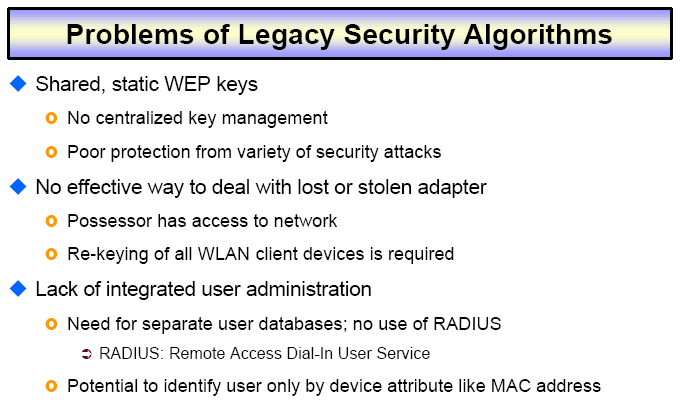 Problems of Legacy Security Algorithms
Shared, static WEP keys
No centralized key management
Poor protection from variety of security attacks
No effective way to deal with lost or stolen adapter
Possessor has access to network
Re-keying of all WLAN client devices is required
Lack of integrated user administration
Need for separate user databases; no use of RADIUS
RADIUS: Remote Access Dial-In User Service
Potential to identify user only by device attribute like MAC address